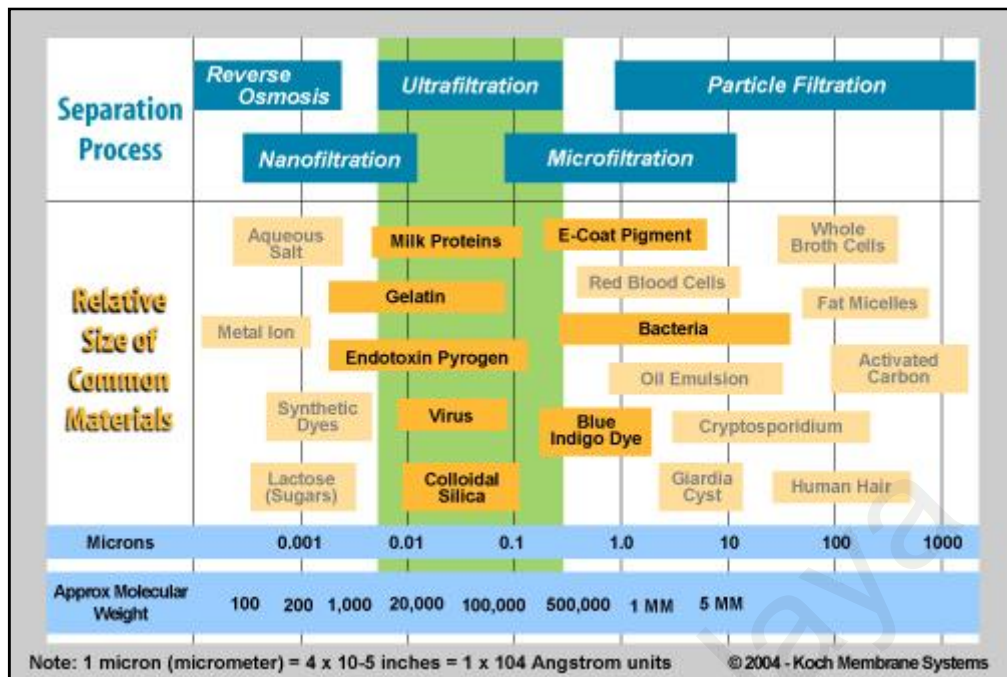 Reverse
Osmosis
Ultrafiltration
Particle Filtration
Separation
Process
Nanofiltration
Microfiltration
Aqueous
Salt
Milk Proteins
E-Coat Pigment
Whole
Broth Cells
Relative
Size of
Common
Materials
Gelatin
Red Blood Cells
Fat Micelles
Metal Ion
Bacteria
Endotoxin Pyrogen
Oil Emulsion
Activated
Carbon
Synthetic
Dyes
Virus
Blue
Indigo Dye
Cryptosporidium
Lactose
(Sugars)
Colloidal
Silica
Giardia
Cyst
Human Hair
Microns 0.001 0.01 0.1 1.0 10 100 1000
Approx Molecular
Weight
100 200 1,000 20,000 100,000 500,000 1 MM 5 MM
Note: 1 micron (micrometer) = 4 x 10-5 inches = 1 x 104 Angstrom units
© 2004 - Koch Membrane Systems